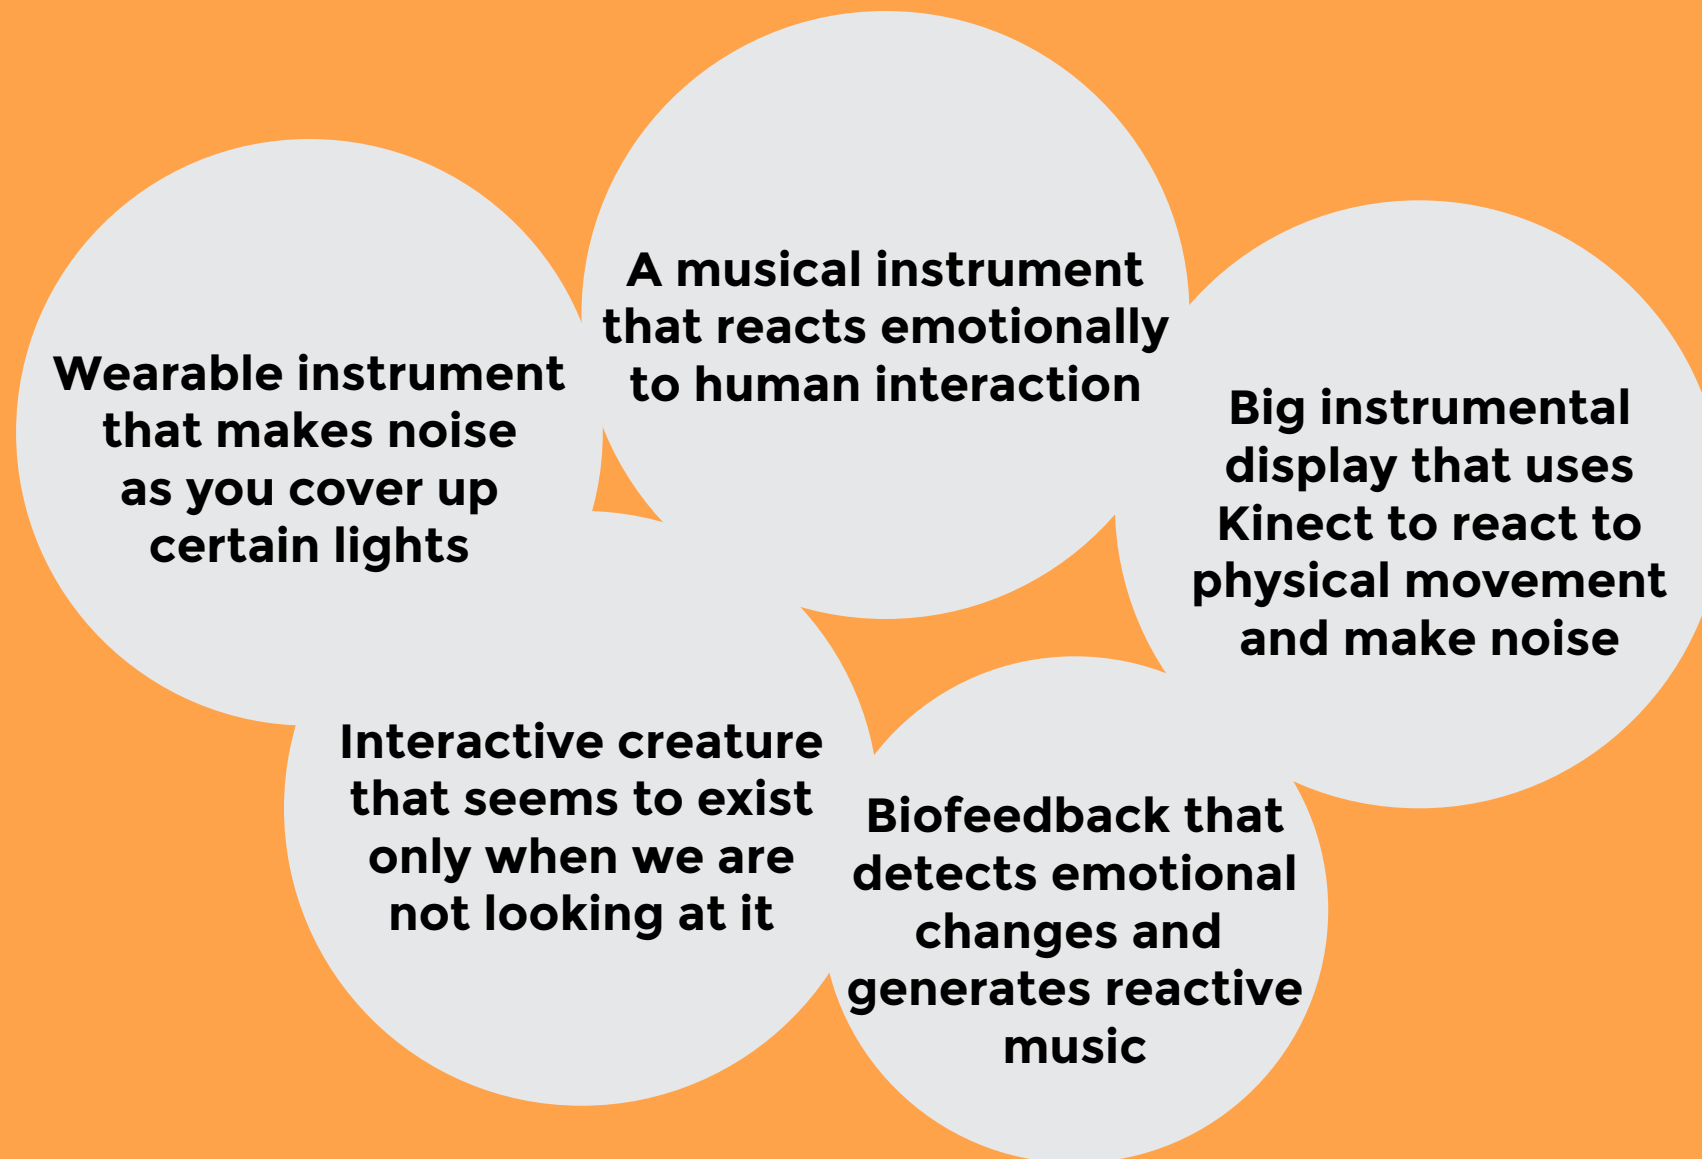 Wearable instrument
that makes noise
as you cover up
certain lights
A musical instrument
that reacts emotionally
to human interaction
Big instrumental
display that uses
Kinect to react to
physical movement
and make noise
Interactive creature
that seems to exist
only when we are
not looking at it
Biofeedback that
detects emotional
changes and
generates reactive
music